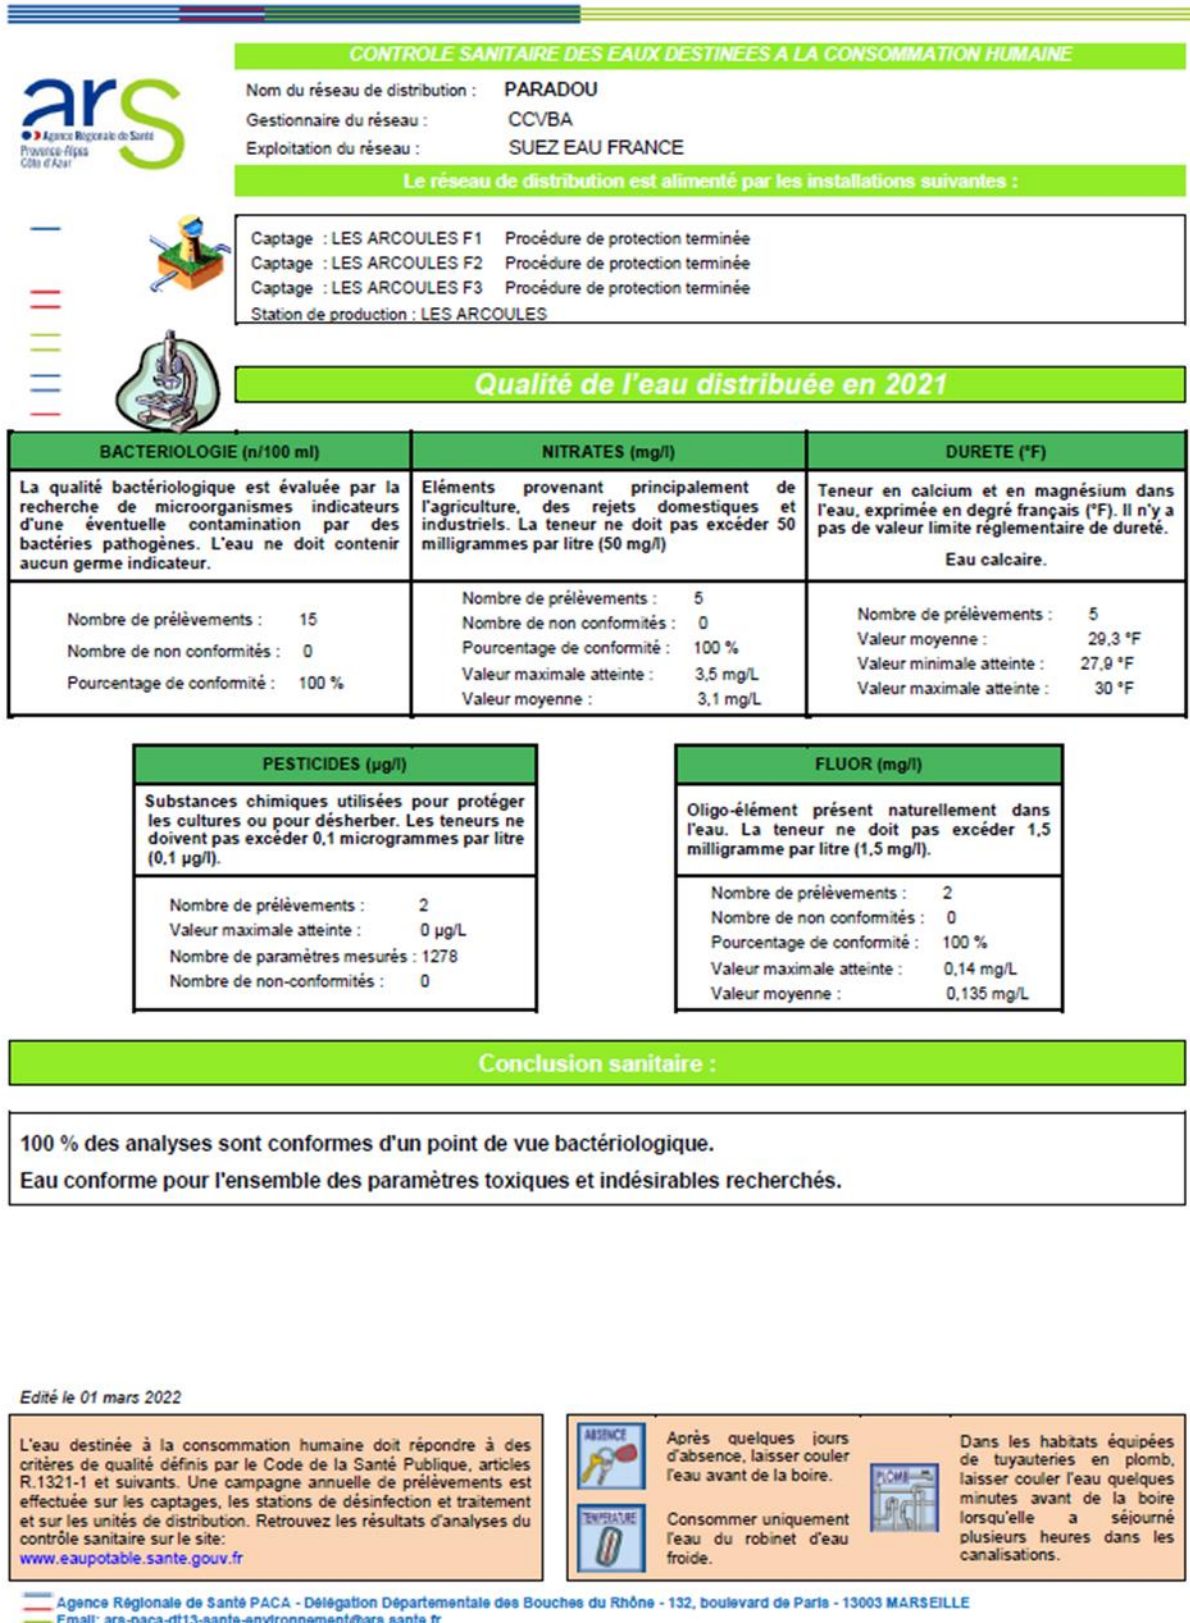 CONTROLE SANITAIRE DES EAUX DESTINEES A LA CONSOMMATION HUMAINE
ars
Agence Régionale de Santé
Provence-Alpes
Côte d'Azur
Nom du réseau de distribution : PARADOU
Gestionnaire du réseau : CCVBA
Exploitation du réseau : SUEZ EAU FRANCE
Le réseau de distribution est alimenté par les installations suivantes :
Captage : LES ARCOULES F1 Procédure de protection terminée
Captage : LES ARCOULES F2 Procédure de protection terminée
Captage : LES ARCOULES F3 Procédure de protection terminée
Station de production : LES ARCOULES
Qualité de l'eau distribuée en 2021
BACTERIOLOGIE (n/100 ml)
La qualité bactériologique est évaluée par la
recherche de microorganismes indicateurs
d'une éventuelle contamination par des
bactéries pathogènes. L'eau ne doit contenir
aucun germe indicateur.
Nombre de prélèvements : 15
Nombre de non conformités : 0
Pourcentage de conformité : 100 %
NITRATES (mg/l)
Eléments provenant principalement de
l'agriculture, des rejets domestiques et
industriels. La teneur ne doit pas excéder 50
milligrammes par litre (50 mg/l)
Nombre de prélèvements : 5
Nombre de non conformités : 0
Pourcentage de conformité : 100 %
Valeur maximale atteinte : 3,5 mg/L
Valeur moyenne : 3,1 mg/L
DURETE (°F)
Teneur en calcium et en magnésium dans
l'eau, exprimée en degré français (°F). Il n'y a
pas de valeur limite réglementaire de dureté.
Eau calcaire.
Nombre de prélèvements : 5
Valeur moyenne : 29,3 °F
Valeur minimale atteinte : 27,9 °F
Valeur maximale atteinte : 30 °F
PESTICIDES (µg/l)
Substances chimiques utilisées pour protéger
les cultures ou pour désherber. Les teneurs ne
doivent pas excéder 0,1 microgrammes par litre
(0,1 µg/l).
Nombre de prélèvements : 2
Valeur maximale atteinte : 0 µg/L
Nombre de paramètres mesurés : 1278
Nombre de non-conformités : 0
FLUOR (mg/l)
Oligo-élément présent naturellement dans
l'eau. La teneur ne doit pas excéder 1,5
milligramme par litre (1,5 mg/l).
Nombre de prélèvements : 2
Nombre de non conformités : 0
Pourcentage de conformité : 100 %
Valeur maximale atteinte : 0,14 mg/L
Valeur moyenne : 0,135 mg/L
Conclusion sanitaire :
100 % des analyses sont conformes d'un point de vue bactériologique.
Eau conforme pour l'ensemble des paramètres toxiques et indésirables recherchés.
Edité le 01 mars 2022
L'eau destinée à la consommation humaine doit répondre à des
critères de qualité définis par le Code de la Santé Publique, articles
R.1321-1 et suivants. Une campagne annuelle de prélèvements est
effectuée sur les captages, les stations de désinfection et traitement
et sur les unités de distribution. Retrouvez les résultats d'analyses du
contrôle sanitaire sur le site:
www.eaupotable.sante.gouv.fr
ABSENCE
Après quelques jours
d'absence, laisser couler
l'eau avant de la boire.
TEMPERATURE
Consommer uniquement
l'eau du robinet d'eau
froide.
PLOMB
Dans les habitats équipées
de tuyauteries en plomb,
laisser couler l'eau quelques
minutes avant de la boire
lorsqu'elle a séjourné
plusieurs heures dans les
canalisations.
Agence Régionale de Santé PACA - Délégation Départementale des Bouches du Rhône - 132, boulevard de Paris - 13003 MARSEILLE
Email: ars-paca-dt13-sante-environnement@ars.sante.fr